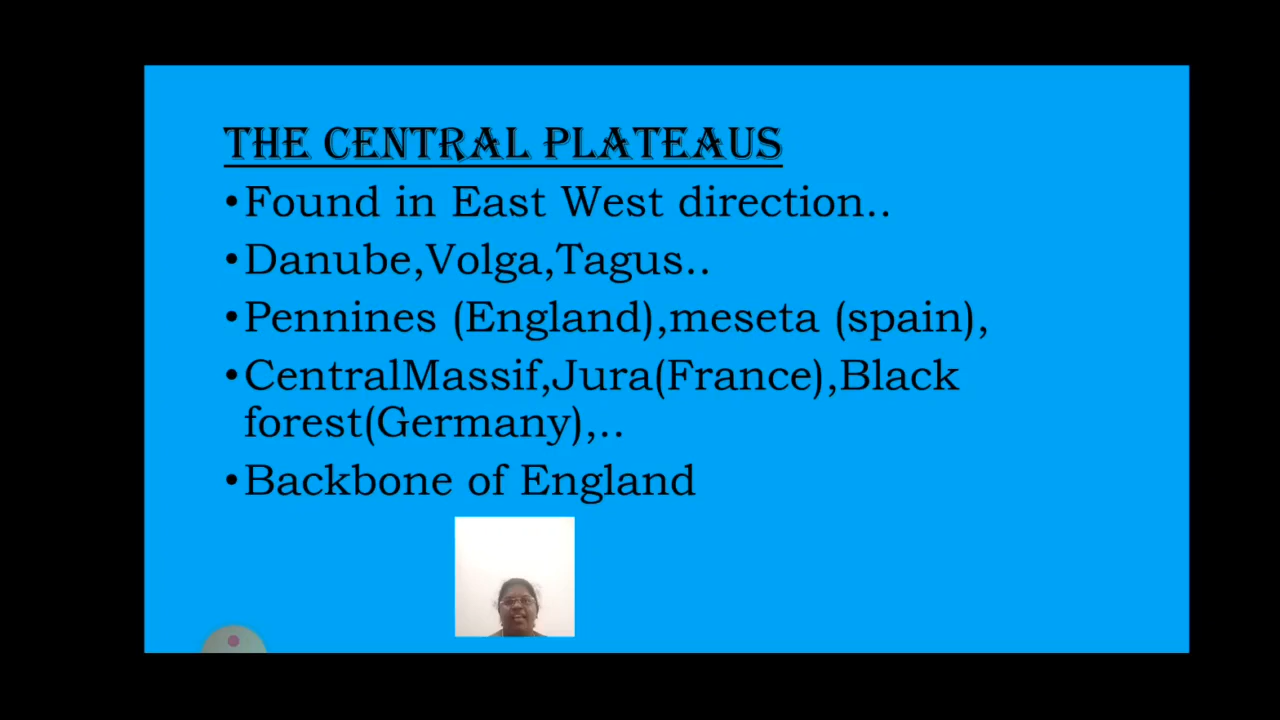 THE CENTRAL PLATEAUS
•Found in East West direction..
•Danube,Volga,Tagus..
•Pennines (England),meseta (spain),
•CentralMassif,Jura(France),Black
forest(Germany),..
•Backbone of England